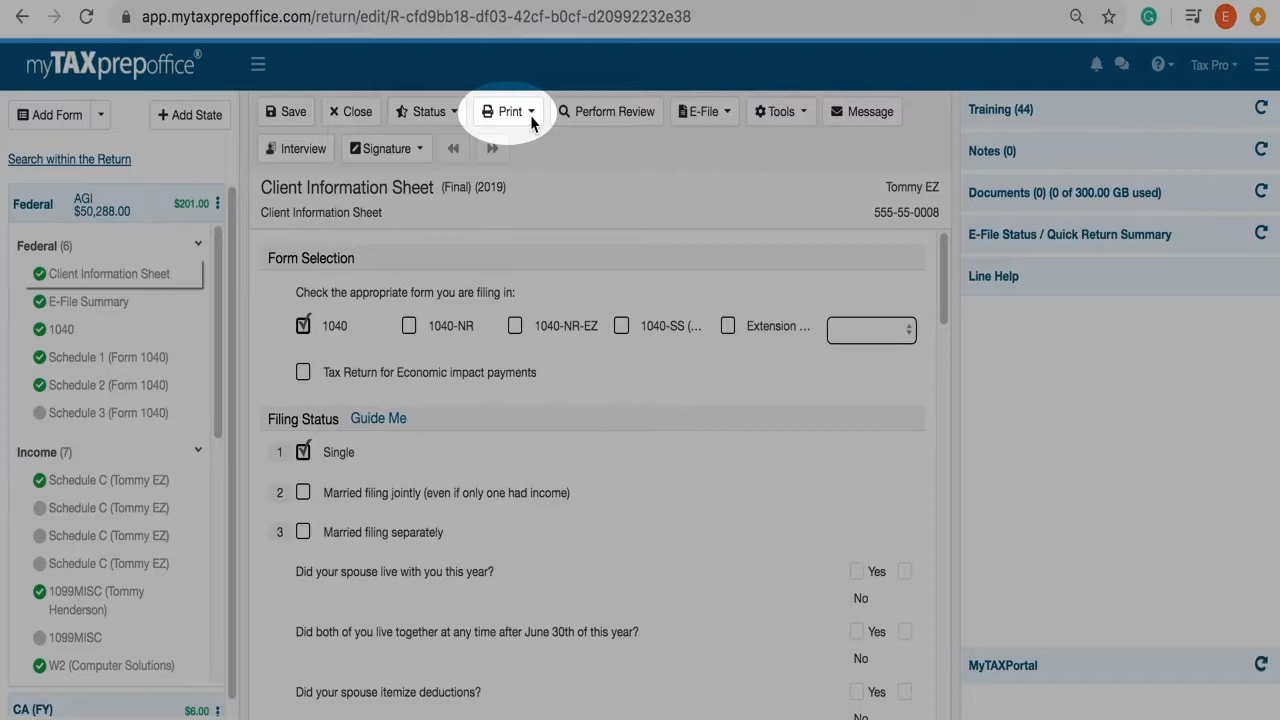 app.mytaxprepoffice.com/return/edit/R-cfd9bb18-df03-42cf-b0cf-d20992232e38
E
myTAXprepoffice®
Tax Pro
Add Form
Add State
Save
Close
Status
Print
Perform Review
E-File
Tools
Message
Interview
Signature
Search within the Return
Federal
AGI
$50,288.00
$201.00
Federal (6)
Client Information Sheet
E-File Summary
1040
Schedule 1 (Form 1040)
Schedule 2 (Form 1040)
Schedule 3 (Form 1040)
Income (7)
Schedule C (Tommy EZ)
Schedule C (Tommy EZ)
Schedule C (Tommy EZ)
Schedule C (Tommy EZ)
1099MISC (Tommy
Henderson)
1099MISC
W2 (Computer Solutions)
CA (FY)
$6.00
Client Information Sheet (Final) (2019)
Tommy EZ
Client Information Sheet
555-55-0008
Form Selection
Check the appropriate form you are filing in:
1040
1040-NR
1040-NR-EZ
1040-SS (...
Extension ...
Tax Return for Economic impact payments
Filing Status Guide Me
1 Single
2 Married filing jointly (even if only one had income)
3 Married filing separately
Did your spouse live with you this year?
Yes
No
Did both of you live together at any time after June 30th of this year?
Yes
No
Did your spouse itemize deductions?
Yes
No
Training (44)
Notes (0)
Documents (0) (0 of 300.00 GB used)
E-File Status / Quick Return Summary
Line Help
MyTAXPortal